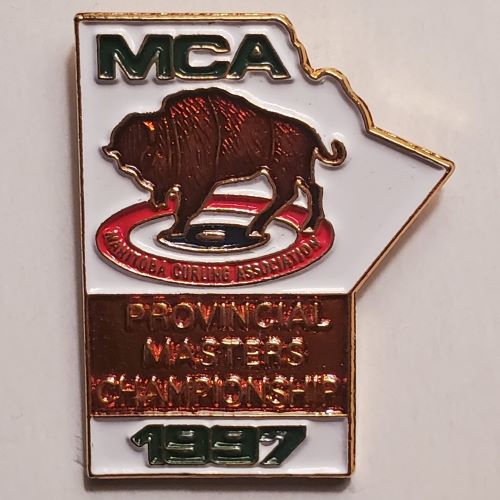 MCA
MANITOBA CURLING ASSOCIATION
PROVINCIAL
MASTERS
CHAMPIONSHIP
1997